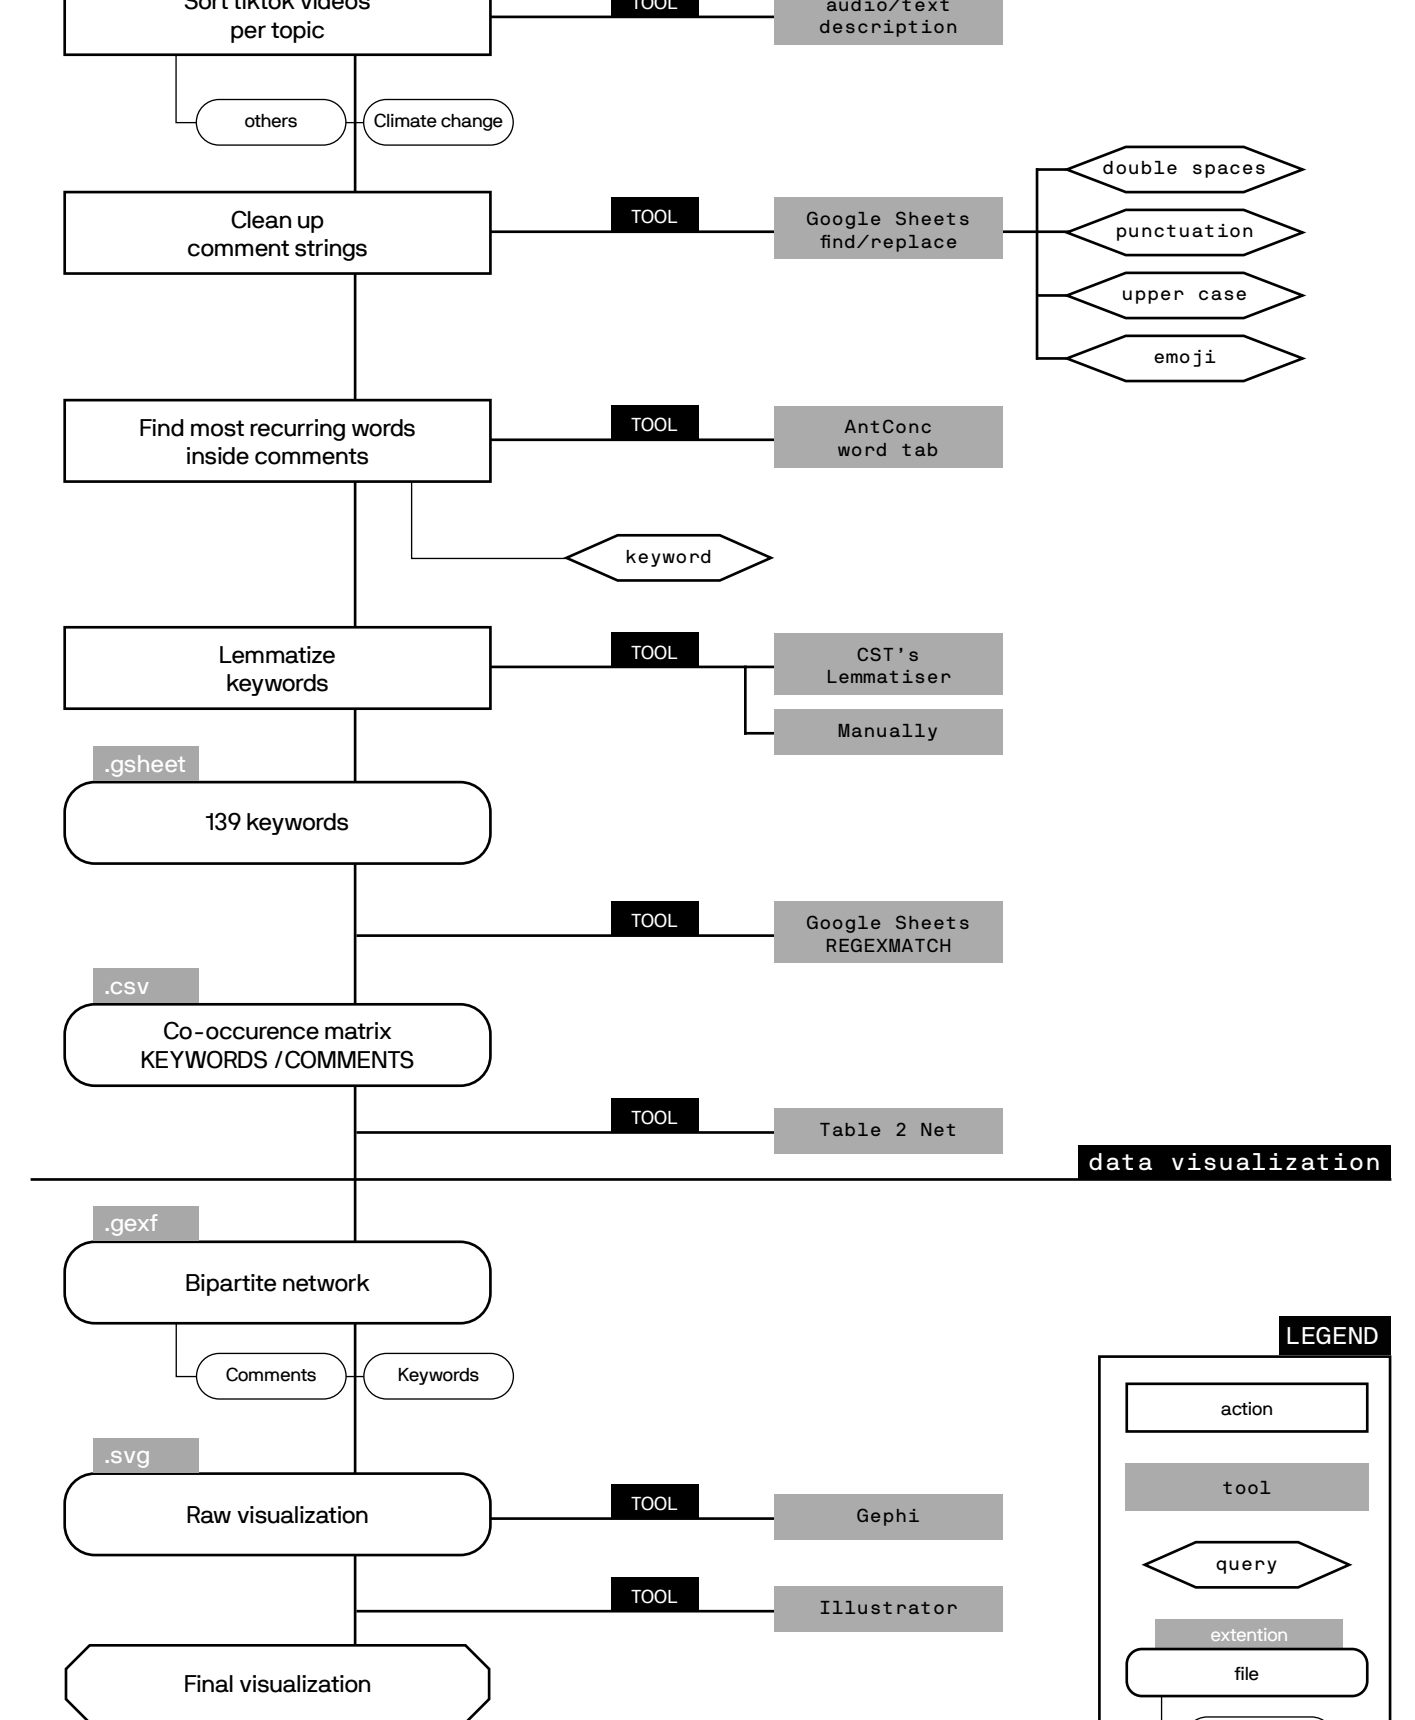 Sort tiktok videos
per topic
TOOL
audio/text
description
others
Climate change
Clean up
comment strings
TOOL
Google Sheets
find/replace
double spaces
punctuation
upper case
emoji
Find most recurring words
inside comments
TOOL
AntConc
word tab
keyword
Lemmatize
keywords
TOOL
CST's
Lemmatiser
Manually
.gsheet
139 keywords
TOOL
Google Sheets
REGEXMATCH
.csv
Co-occurence matrix
KEYWORDS /COMMENTS
TOOL
Table 2 Net
data visualization
.gexf
Bipartite network
Comments
Keywords
.svg
Raw visualization
TOOL
Gephi
TOOL
Illustrator
Final visualization
LEGEND
action
tool
query
extention
file